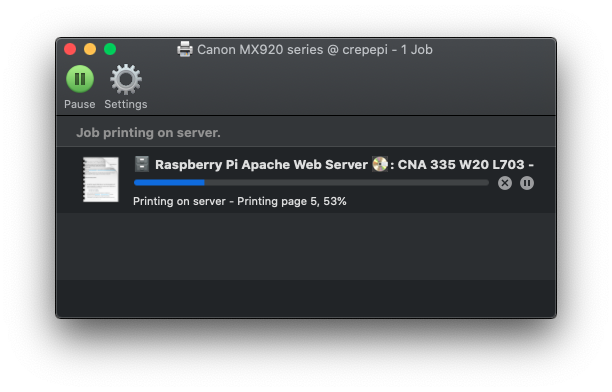 Canon MX920 series @ crepepi - 1 Job
Pause Settings
Job printing on server.
🗄️ Raspberry Pi Apache Web Server 📀: CNA 335 W20 L703 -
Printing on server - Printing page 5, 53%